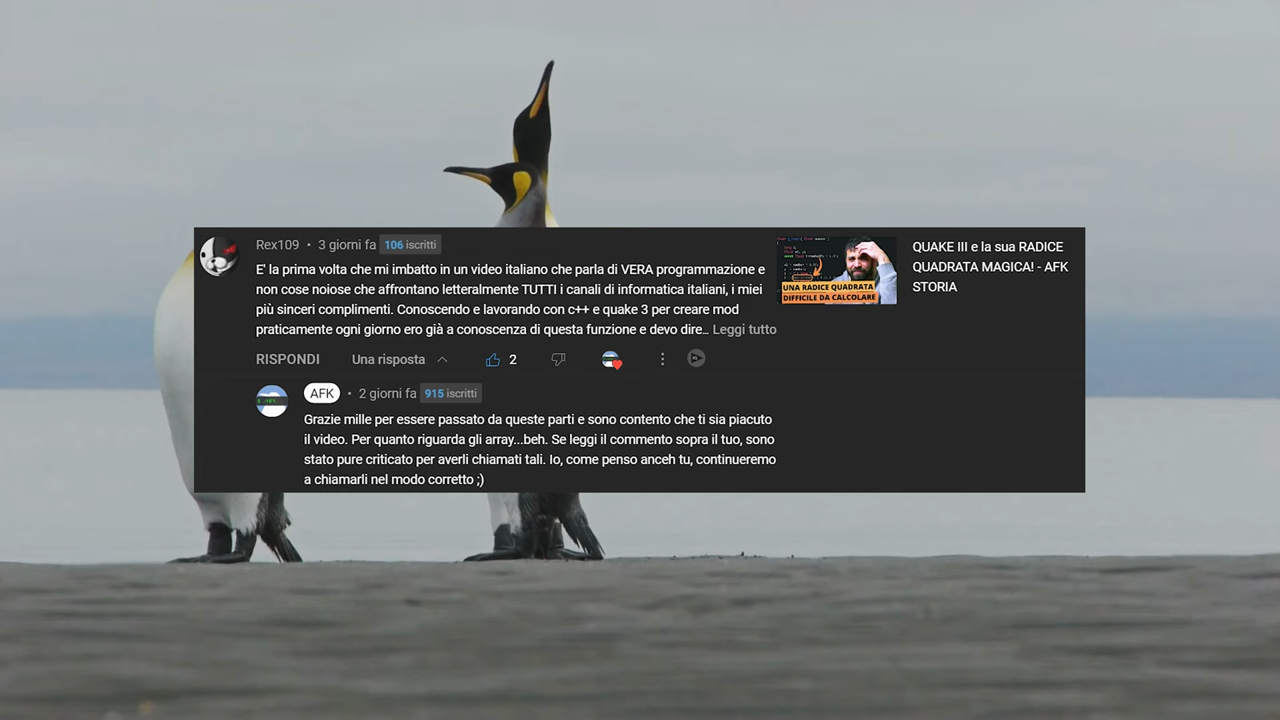 Rex109 • 3 giorni fa 106 iscritti
E' la prima volta che mi imbatto in un video italiano che parla di VERA programmazione e
non cose noiose che affrontano letteralmente TUTTI i canali di informatica italiani, i miei
più sinceri complimenti. Conoscendo e lavorando con c++ e quake 3 per creare mod
praticamente ogni giorno ero già a conoscenza di questa funzione e devo dire… Leggi tutto
RISPONDI Una risposta 2
AFK • 2 giorni fa 915 iscritti
Grazie mille per essere passato da queste parti e sono contento che ti sia piacuto
il video. Per quanto riguarda gli array...beh. Se leggi il commento sopra il tuo, sono
stato pure criticato per averli chiamati tali. Io, come penso anceh tu, continueremo
a chiamarli nel modo corretto ;)
UNA RADICE QUADRATA
DIFFICILE DA CALCOLARE
QUAKE III e la sua RADICE
QUADRATA MAGICA! - AFK
STORIA